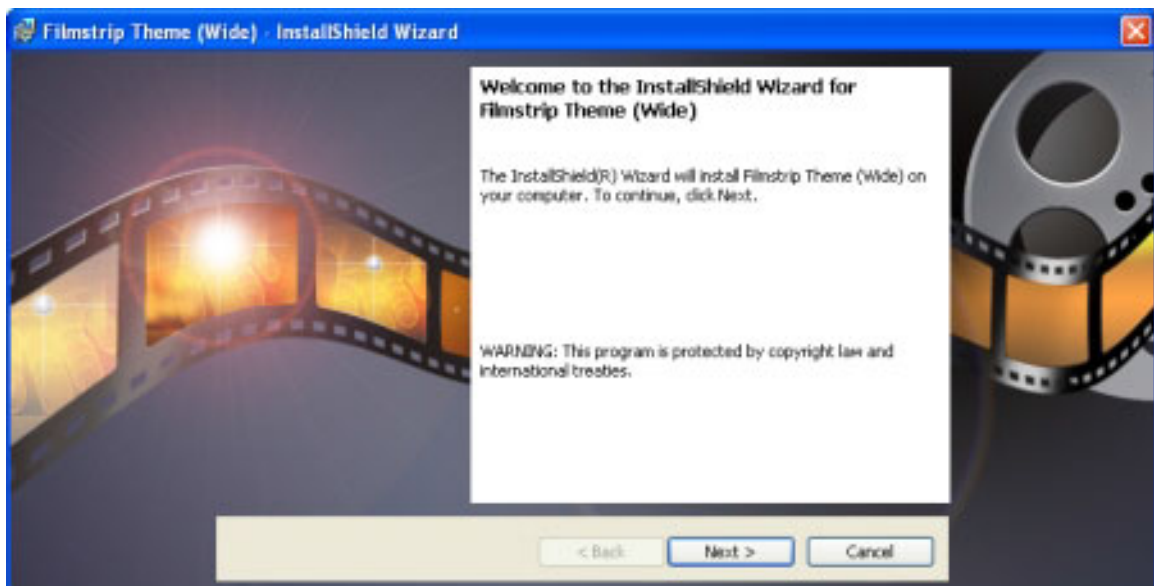 Filmstrip Theme (Wide) - InstallShield Wizard
Welcome to the InstallShield Wizard for
Filmstrip Theme (Wide)
The InstallShield(R) Wizard will install Filmstrip Theme (Wide) on
your computer. To continue, click Next.
WARNING: This program is protected by copyright law and
international treaties.
< Back
Next >
Cancel